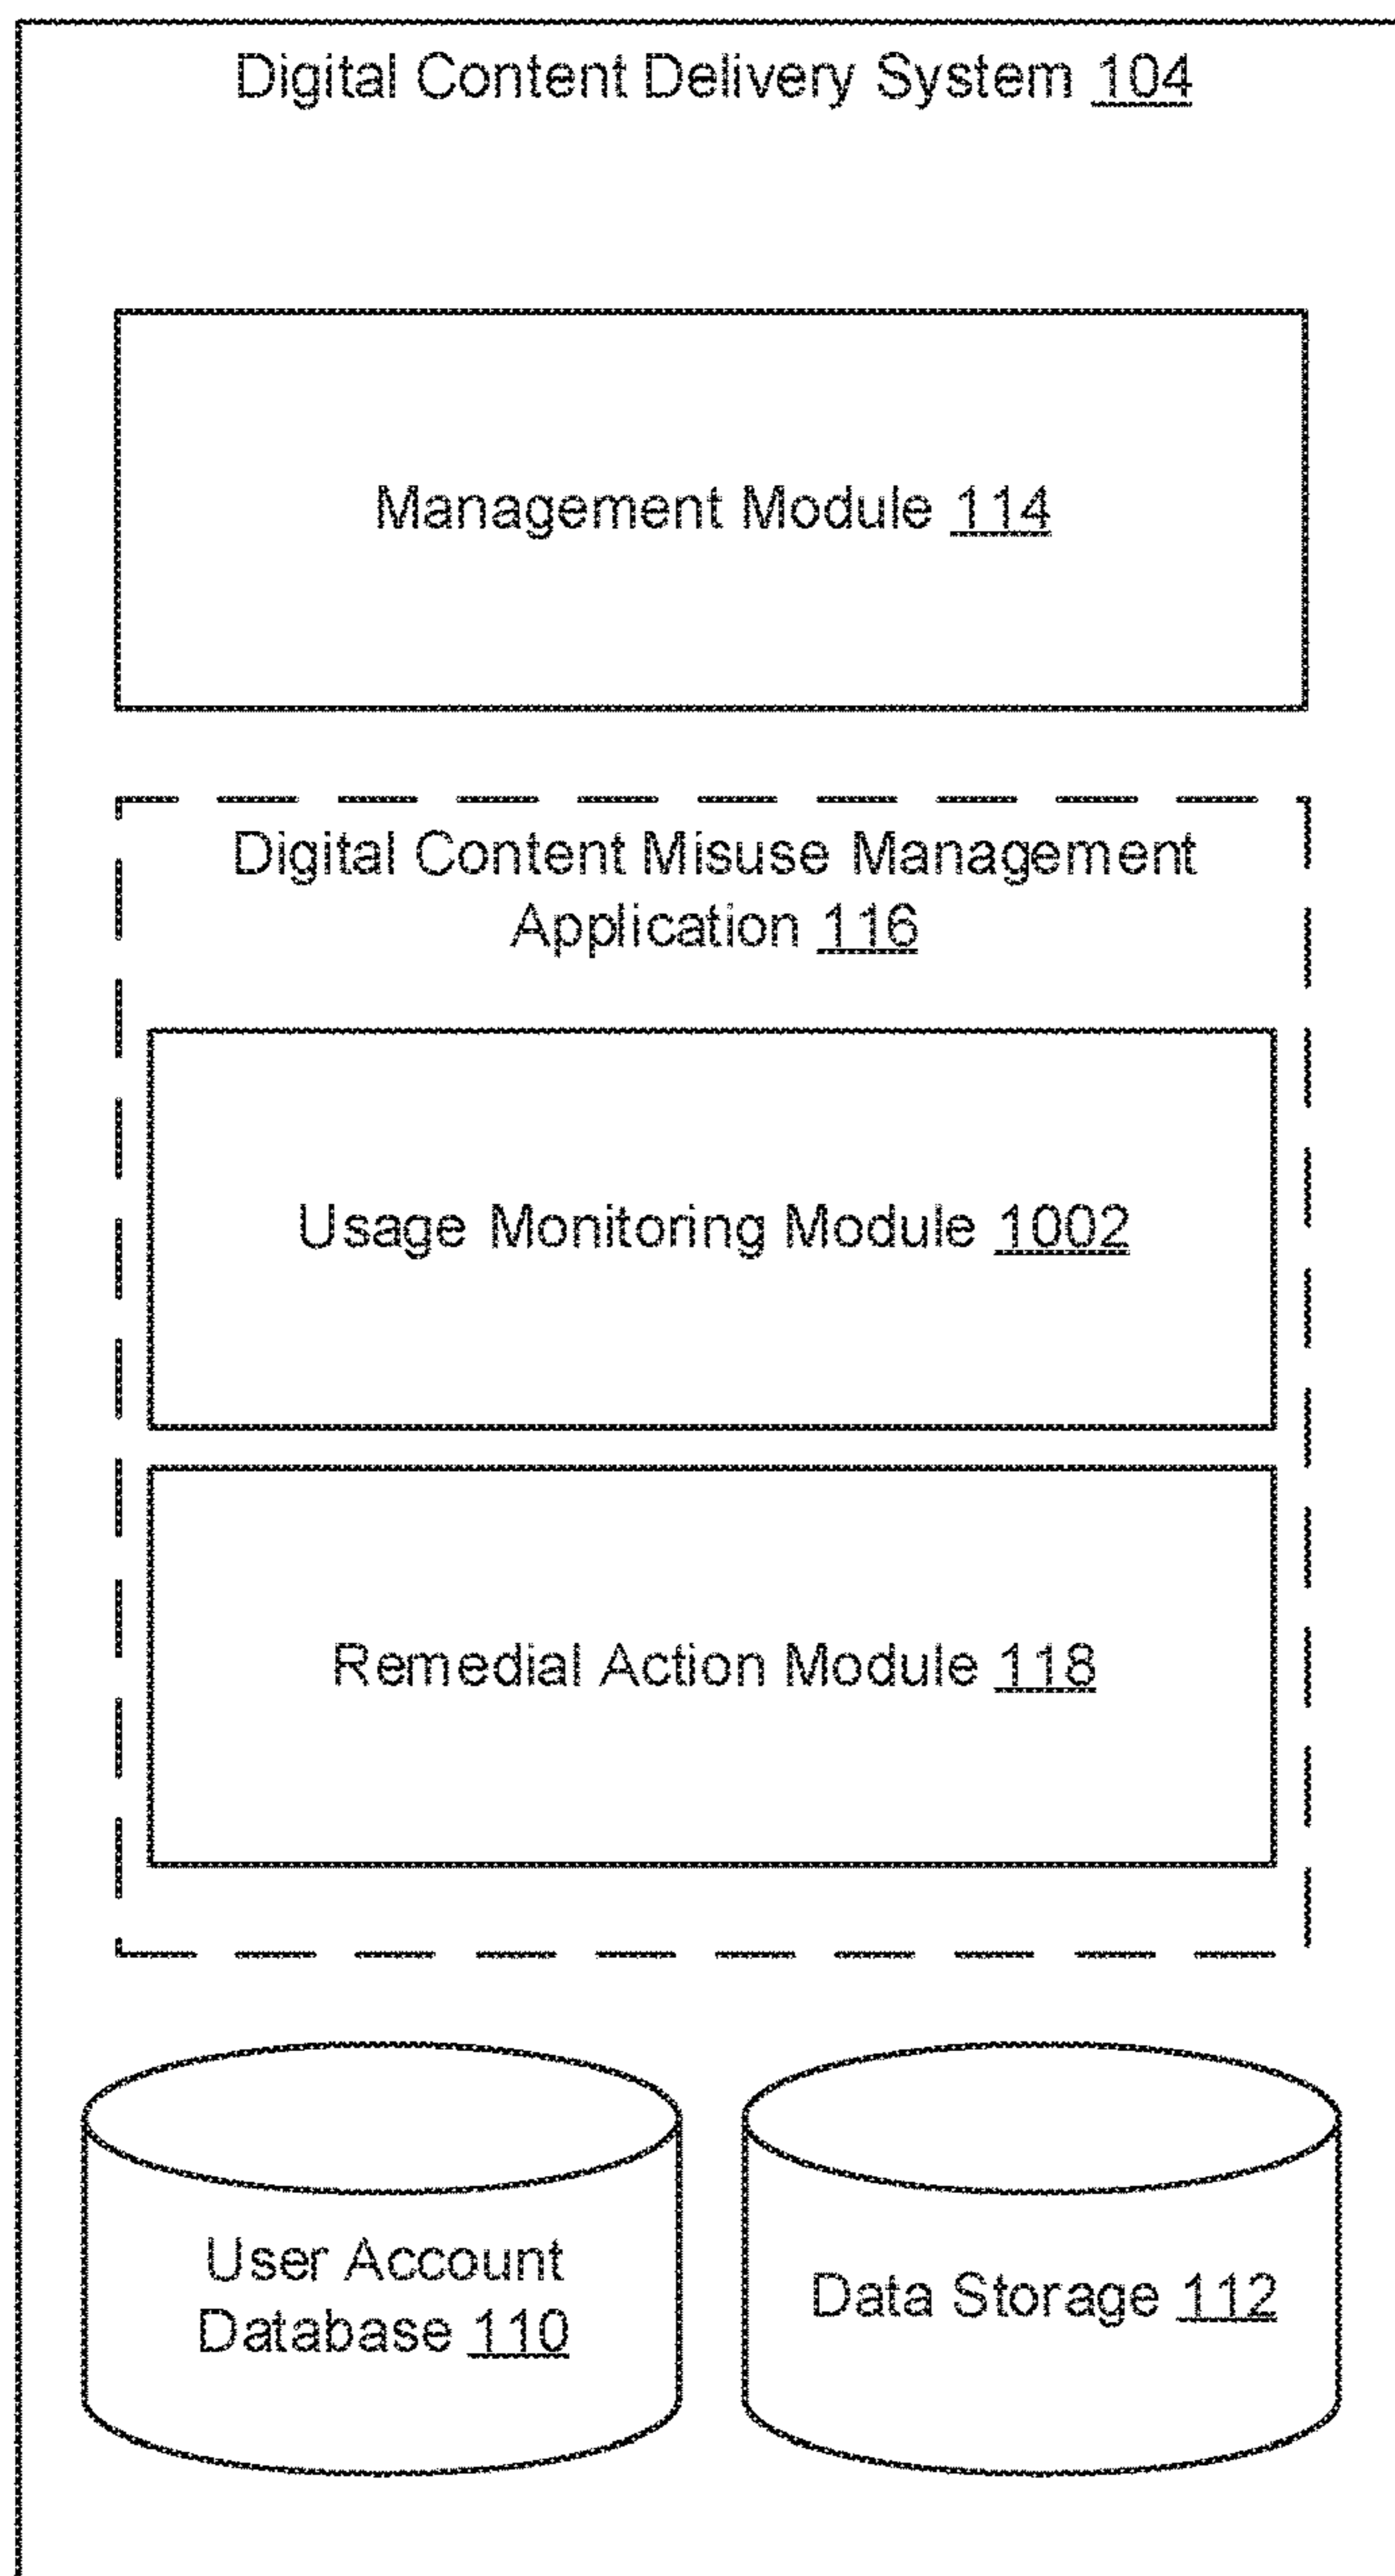 Digital Content Delivery System 104
Management Module 114
Digital Content Misuse Management
Application 116
Usage Monitoring Module 1002
Remedial Action Module 118
User Account
Database 110
Data Storage 112